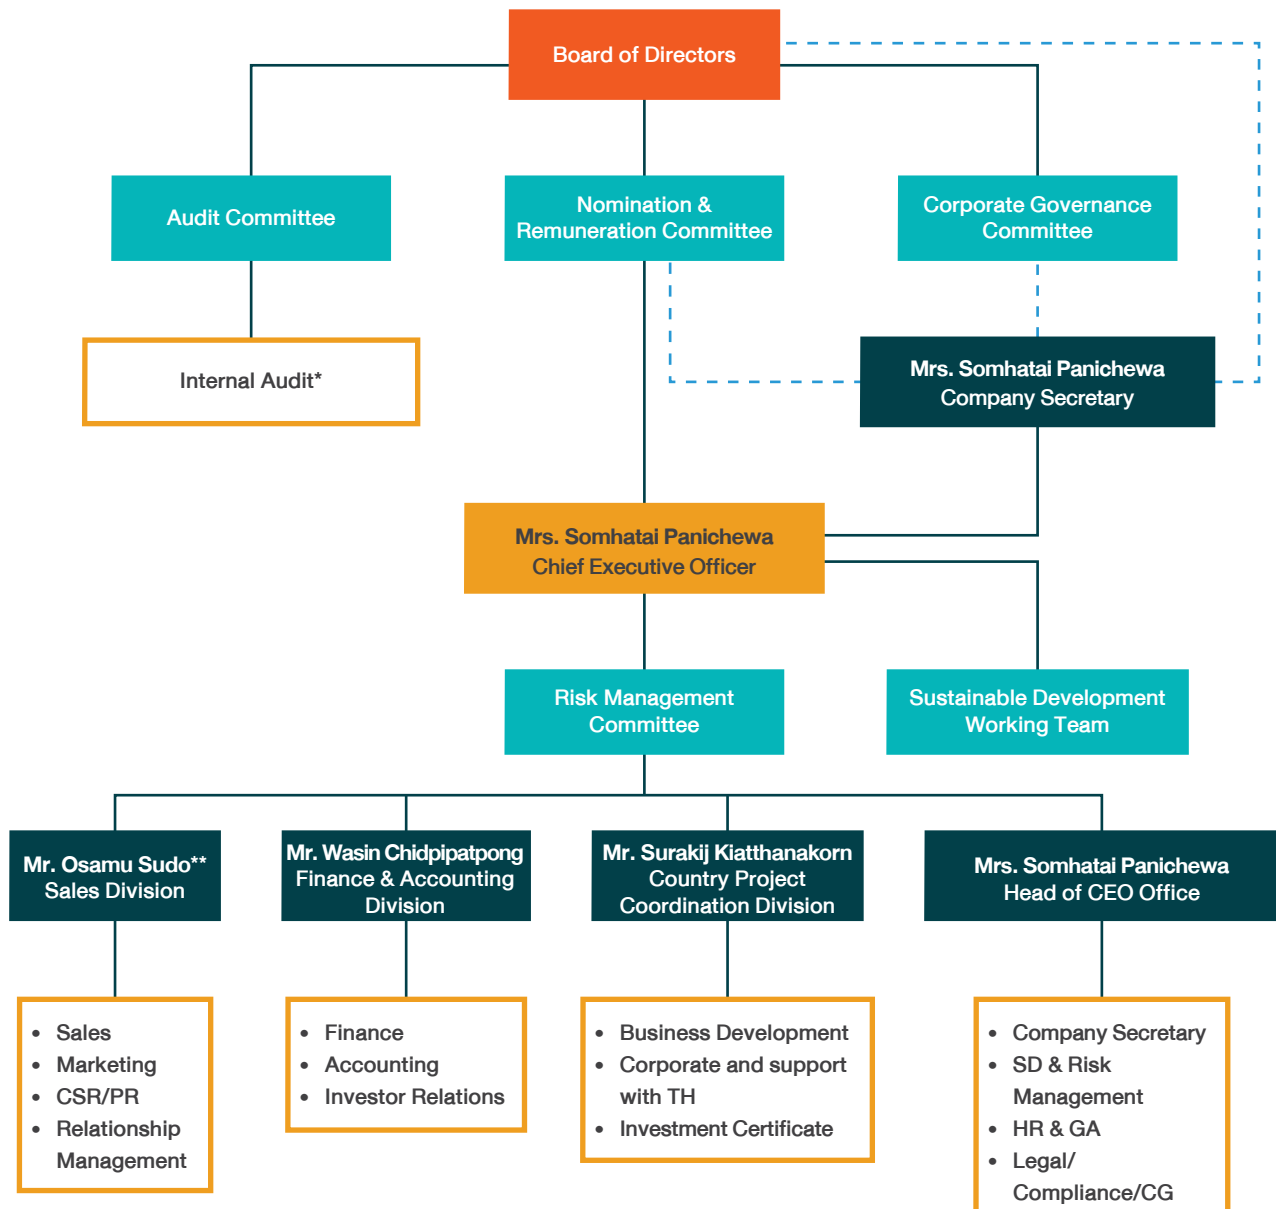 Board of Directors
Audit Committee
Nomination &
Remuneration Committee
Corporate Governance
Committee
Internal Audit*
Mrs. Somhatai Panichewa
Company Secretary
Mrs. Somhatai Panichewa
Chief Executive Officer
Risk Management
Committee
Sustainable Development
Working Team
Mr. Osamu Sudo**
Sales Division
Mr. Wasin Chidpipatpong
Finance & Accounting
Division
Mr. Surakij Kiatthanakorn
Country Project
Coordination Division
Mrs. Somhatai Panichewa
Head of CEO Office
• Sales
• Marketing
• CSR/PR
• Relationship
Management
• Finance
• Accounting
• Investor Relations
• Business Development
• Corporate and support
with TH
• Investment Certificate
• Company Secretary
• SD & Risk
Management
• HR & GA
• Legal/
Compliance/CG